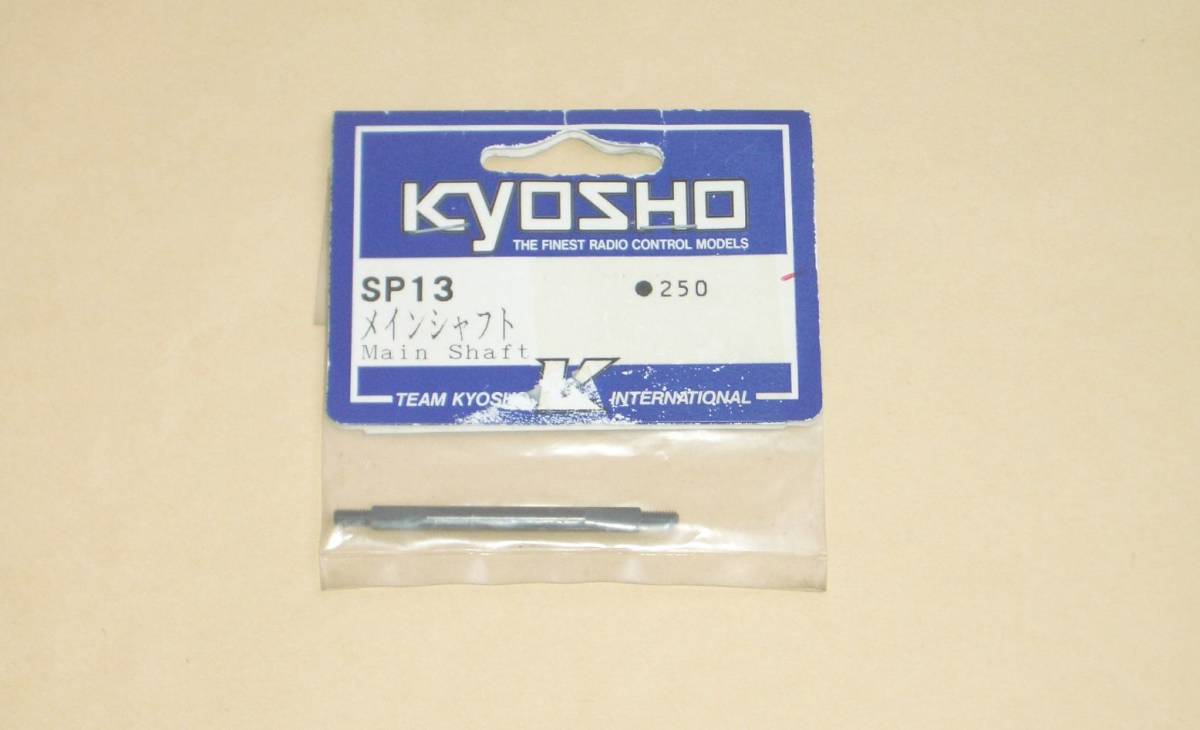 KYOSHO
THE FINEST RADIO CONTROL MODELS
SP13 ●250
メインシャフト
Main Shaft
TEAM KYOSHO K INTERNATIONAL